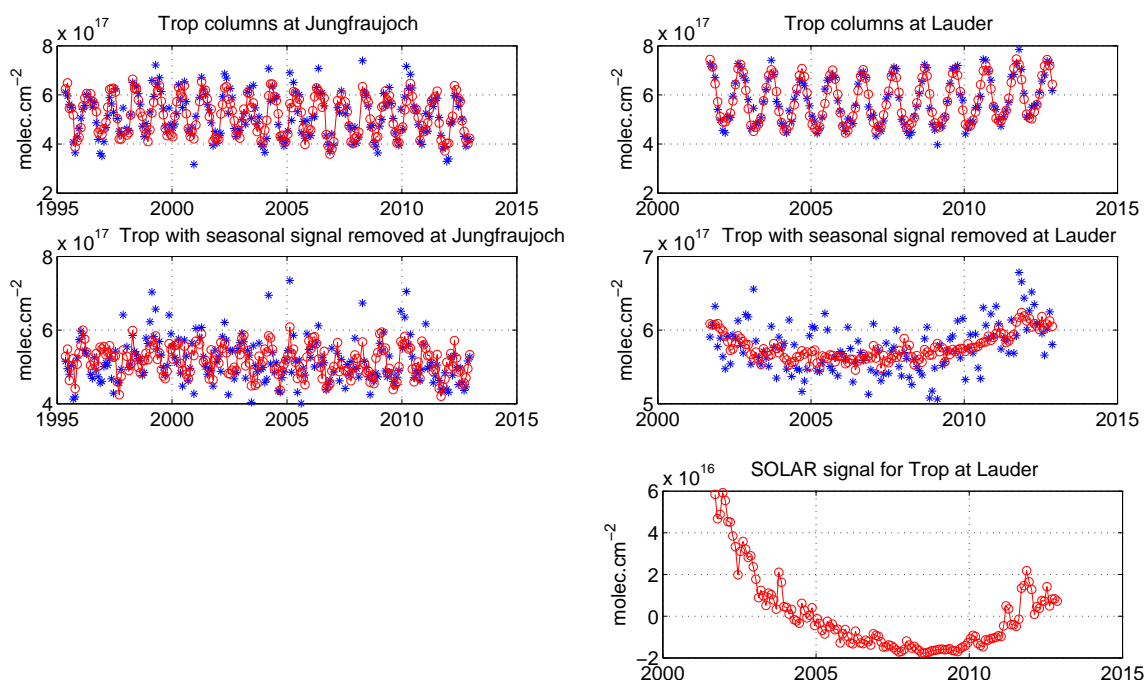 Trop columns at Jungfraujoch
x 10^17
molec.cm^−2
8
6
4
2
1995 2000 2005 2010 2015
Trop columns at Lauder
x 10^17
molec.cm^−2
8
6
4
2
2000 2005 2010 2015
Trop with seasonal signal removed at Jungfraujoch
x 10^17
molec.cm^−2
8
6
4
1995 2000 2005 2010 2015
Trop with seasonal signal removed at Lauder
x 10^17
molec.cm^−2
7
6
5
2000 2005 2010 2015
SOLAR signal for Trop at Lauder
x 10^16
molec.cm^−2
6
4
2
0
−2
2000 2005 2010 2015